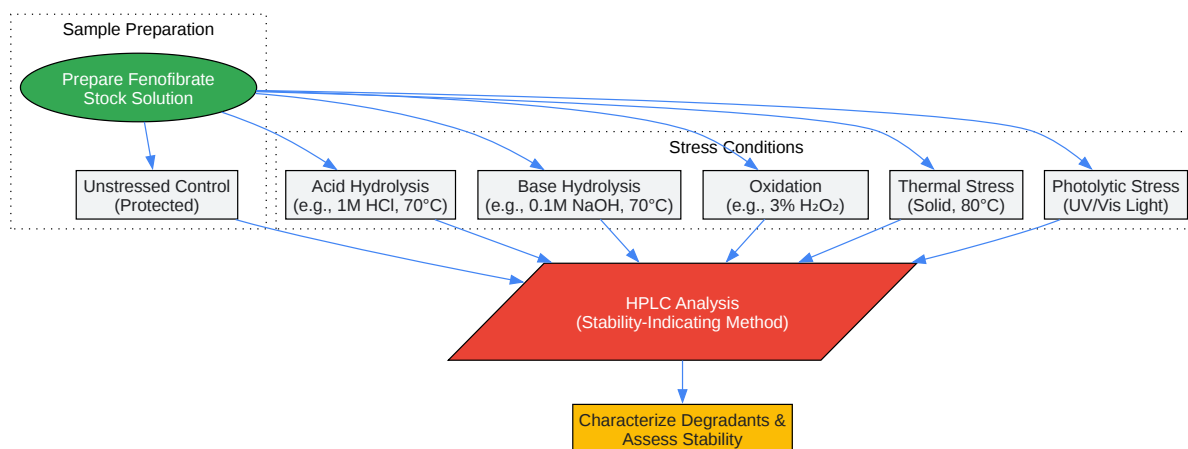 Sample Preparation
Prepare Fenofibrate
Stock Solution
Stress Conditions
Unstressed Control
(Protected)
Acid Hydrolysis
(e.g., 1M HCl, 70°C)
Base Hydrolysis
(e.g., 0.1M NaOH, 70°C)
Oxidation
(e.g., 3% H₂O₂)
Thermal Stress
(Solid, 80°C)
Photolytic Stress
(UV/Vis Light)
HPLC Analysis
(Stability-Indicating Method)
Characterize Degradants &
Assess Stability